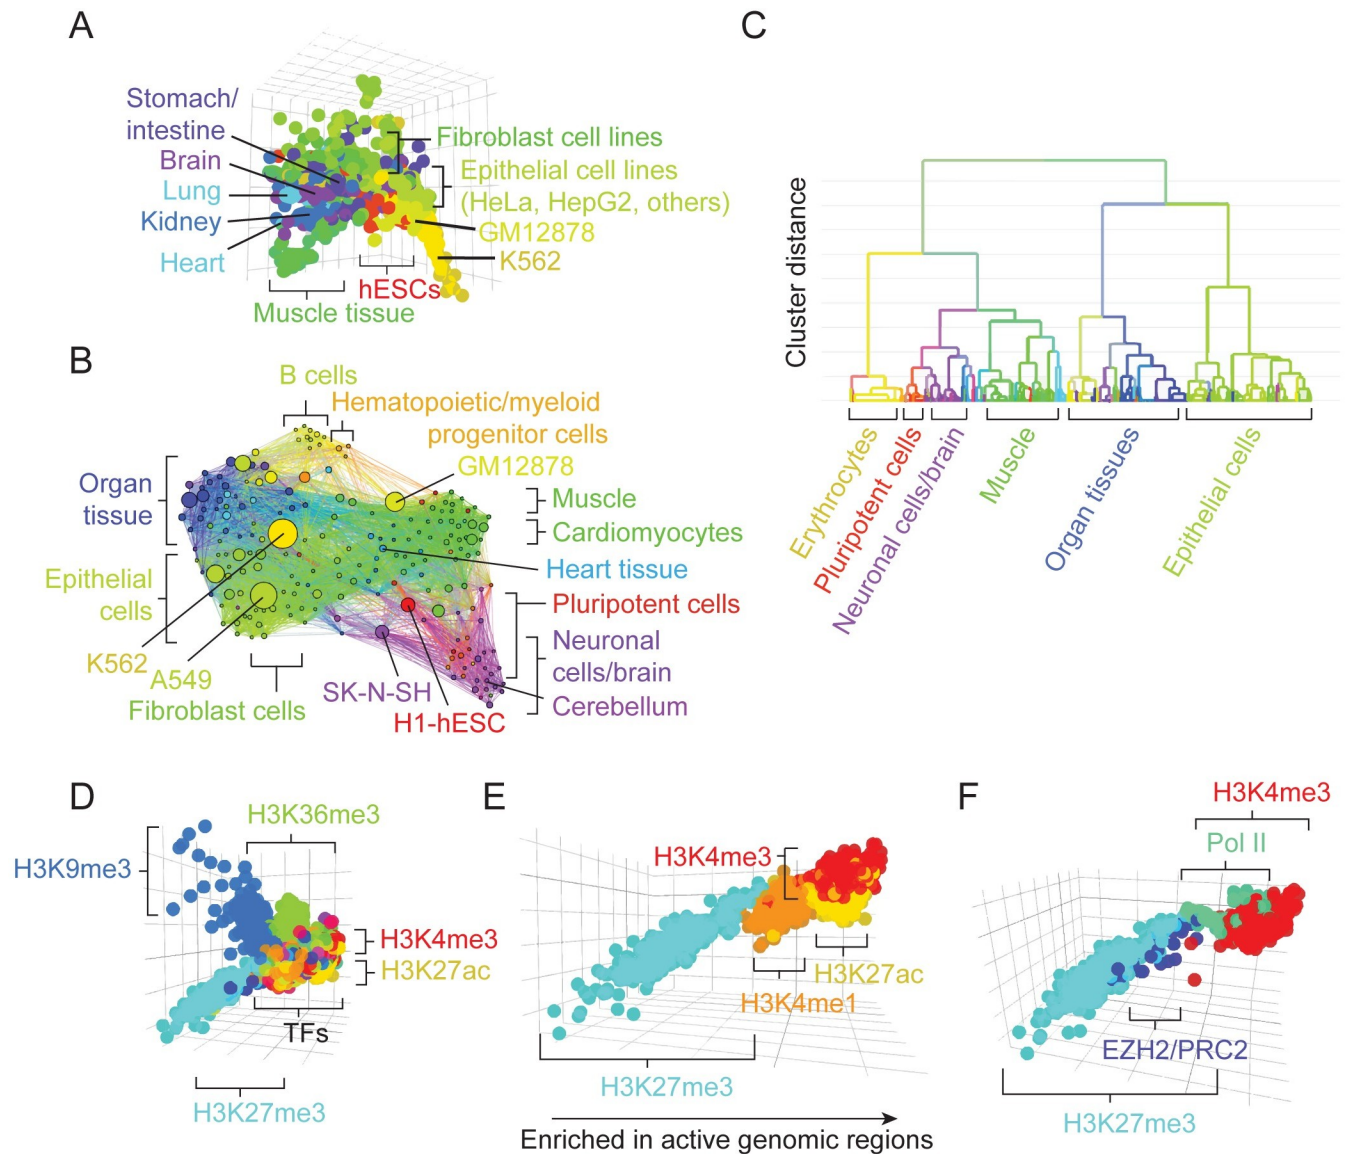 A
Stomach/
intestine
Brain
Lung
Kidney
Heart
Fibroblast cell lines
Epithelial cell lines
(HeLa, HepG2, others)
GM12878
K562
hESCs
Muscle tissue
B
B cells
Hematopoietic/myeloid
progenitor cells
GM12878
Organ
tissue
Muscle
Cardiomyocytes
Heart tissue
Epithelial
cells
Pluripotent cells
Neuronal
cells/brain
Cerebellum
K562
A549
Fibroblast cells
SK-N-SH
H1-hESC
C
Cluster distance
Erythrocytes
Pluripotent cells
Neuronal cells/brain
Muscle
Organ tissues
Epithelial cells
D
H3K36me3
H3K9me3
H3K4me3
H3K27ac
TFs
H3K27me3
E
H3K4me3
H3K27ac
H3K4me1
H3K27me3
Enriched in active genomic regions
F
H3K4me3
Pol II
EZH2/PRC2
H3K27me3